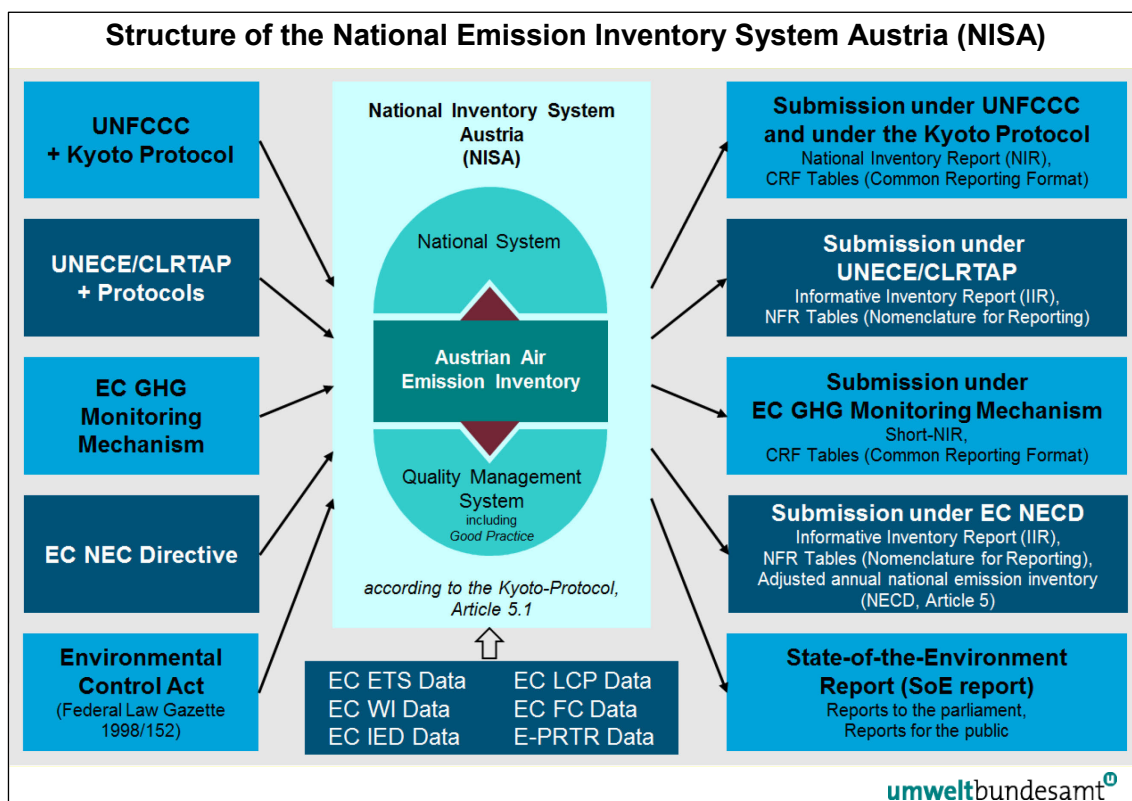 Structure of the National Emission Inventory System Austria (NISA)
UNFCCC
+ Kyoto Protocol
UNECE/CLRTAP
+ Protocols
EC GHG
Monitoring
Mechanism
EC NEC Directive
Environmental
Control Act
(Federal Law Gazette
1998/152)
National Inventory System
Austria
(NISA)
National System
Austrian Air
Emission Inventory
Quality Management
System
including
Good Practice
according to the Kyoto-Protocol,
Article 5.1
EC ETS Data
EC WI Data
EC IED Data
EC LCP Data
EC FC Data
E-PRTR Data
Submission under UNFCCC
and under the Kyoto Protocol
National Inventory Report (NIR),
CRF Tables (Common Reporting Format)
Submission under
UNECE/CLRTAP
Informative Inventory Report (IIR),
NFR Tables (Nomenclature for Reporting)
Submission under
EC GHG Monitoring Mechanism
Short-NIR,
CRF Tables (Common Reporting Format)
Submission under EC NECD
Informative Inventory Report (IIR),
NFR Tables (Nomenclature for Reporting),
Adjusted annual national emission inventory
(NECD, Article 5)
State-of-the-Environment
Report (SoE report)
Reports to the parliament,
Reports for the public
umweltbundesamt u